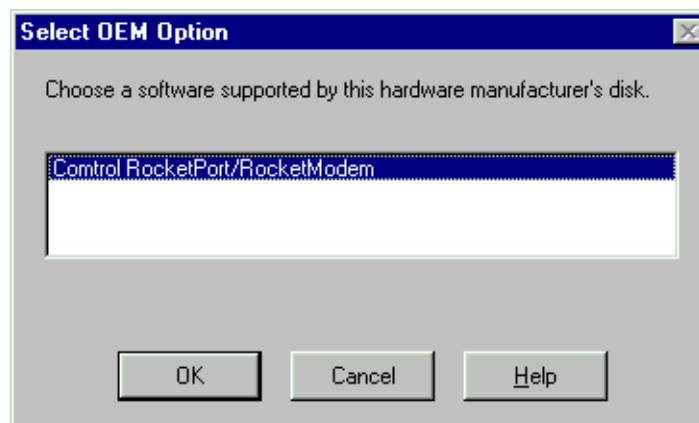 Select OEM Option
Choose a software supported by this hardware manufacturer's disk.
Comtrol RocketPort/RocketModem
OK Cancel Help